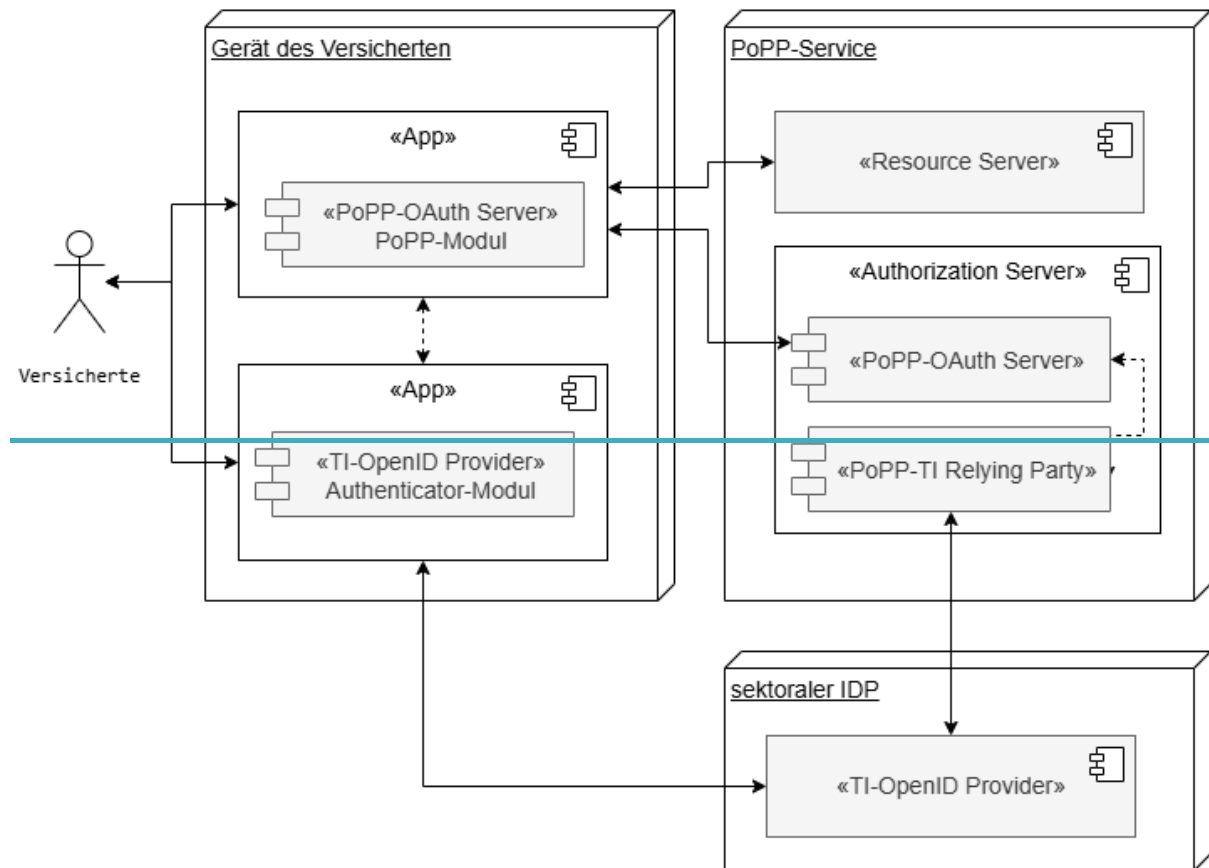 Gerät des Versicherten
«App»
«PoPP-OAuth Server»
PoPP-Modul
«App»
«TI-OpenID Provider»
Authenticator-Modul
Versicherte
PoPP-Service
«Resource Server»
«Authorization Server»
«PoPP-OAuth Server»
«PoPP-TI Relying Party»
sektoraler IDP
«TI-OpenID Provider»